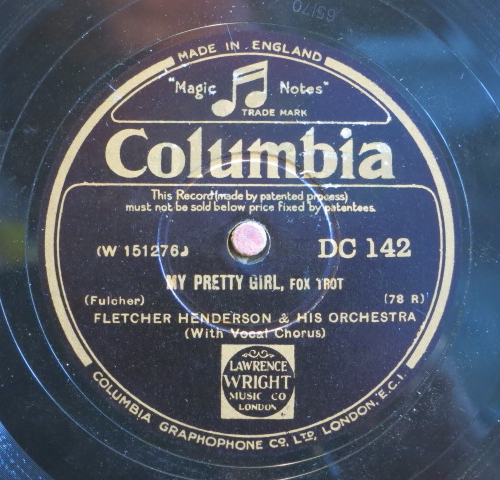 MADE IN ENGLAND
"Magic Notes"
TRADE MARK
Columbia
This Record (made by patented process)
must not be sold below price fixed by patentees.
(W 151276) DC 142
MY PRETTY GIRL, FOX TROT
(Fulcher) (78 R)
FLETCHER HENDERSON & HIS ORCHESTRA
(With Vocal Chorus)
LAWRENCE
WRIGHT
MUSIC CO
LONDON
COLUMBIA GRAPHOPHONE CO. LTD. LONDON, E.C.1.